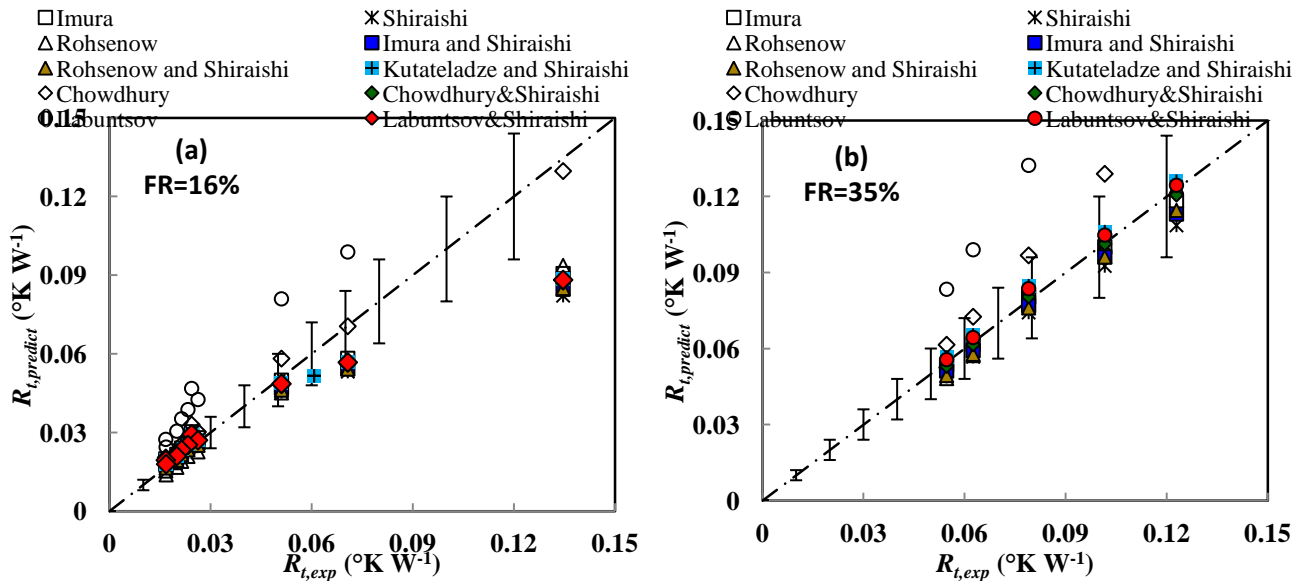 Imura
Shiraishi
Rohsenow
Imura and Shiraishi
Rohsenow and Shiraishi
Kutateladze and Shiraishi
Chowdhury
Chowdhury&Shiraishi
Labuntsov
Labuntsov&Shiraishi
0.15
(a)
FR=16%
0.12
0.09
0.06
0.03
0
0 0.03 0.06 0.09 0.12 0.15
R_{t,predict} (°K W⁻¹)
R_{t,exp} (°K W⁻¹)
Imura
Shiraishi
Rohsenow
Imura and Shiraishi
Rohsenow and Shiraishi
Kutateladze and Shiraishi
Chowdhury
Chowdhury&Shiraishi
Labuntsov
Labuntsov&Shiraishi
0.15
(b)
FR=35%
0.12
0.09
0.06
0.03
0
0 0.03 0.06 0.09 0.12 0.15
R_{t,predict} (°K W⁻¹)
R_{t,exp} (°K W⁻¹)